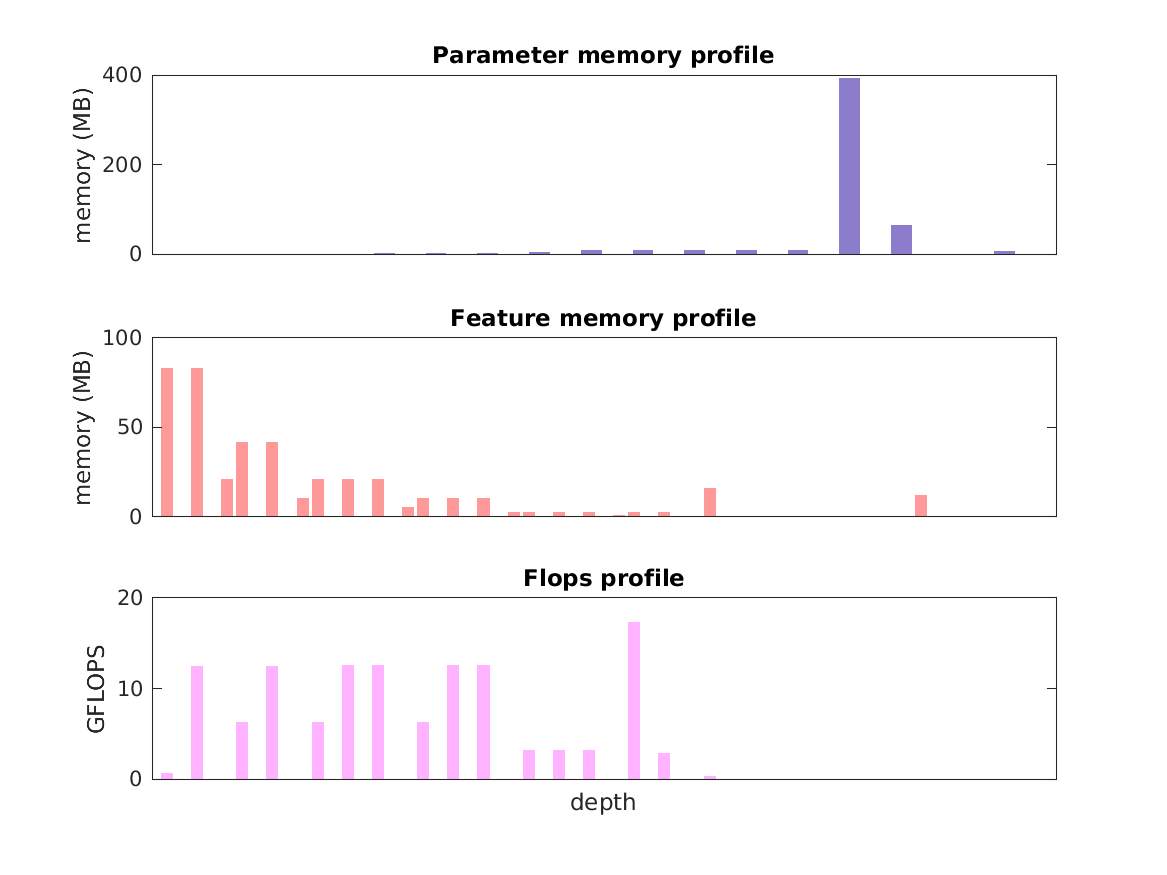 Parameter memory profile
400
200
0
memory (MB)
Feature memory profile
100
50
0
memory (MB)
Flops profile
20
10
0
GFLOPS
depth